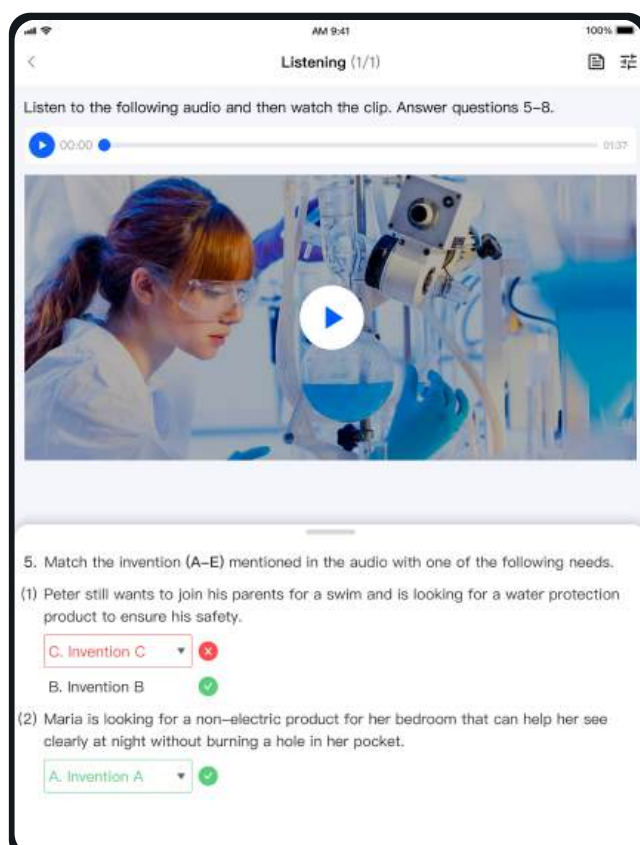 AM 9:41
100%
Listening (1/1)
Listen to the following audio and then watch the clip. Answer questions 5-8.
00:00
01:37
5. Match the invention (A-E) mentioned in the audio with one of the following needs.
(1) Peter still wants to join his parents for a swim and is looking for a water protection
product to ensure his safety.
C. Invention C
B. Invention B
(2) Maria is looking for a non-electric product for her bedroom that can help her see
clearly at night without burning a hole in her pocket.
A. Invention A